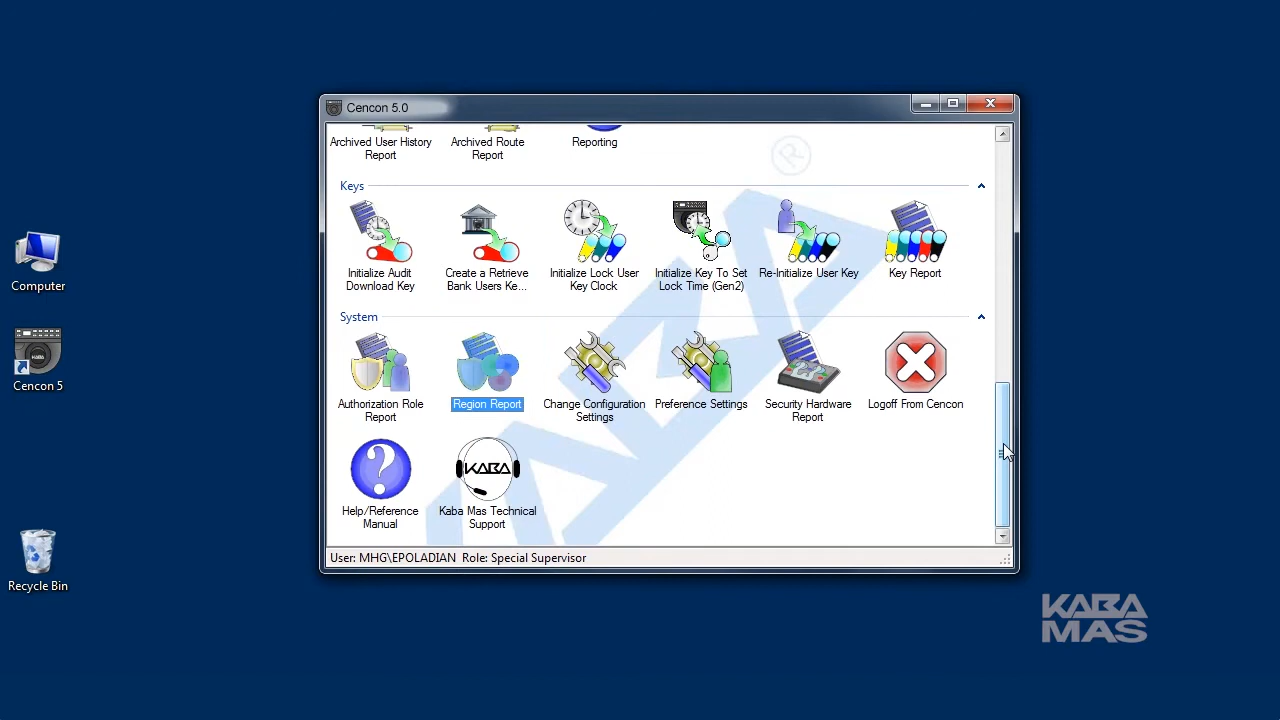 Cencon 5.0
Archived User History
Report
Archived Route
Report
Reporting
®
Keys
Initialize Audit
Download Key
Create a Retrieve
Bank Users Ke...
Initialize Lock User
Key Clock
Initialize Key To Set
Lock Time (Gen2)
Re-Initialize User Key
Key Report
System
Authorization Role
Report
Region Report
Change Configuration
Settings
Preference Settings
Security Hardware
Report
Logoff From Cencon
Help/Reference
Manual
KABA
Kaba Mas Technical
Support
KABA
User: MHG\EPOLADIAN Role: Special Supervisor
Computer
Cencon 5
Recycle Bin
KABA
MAS